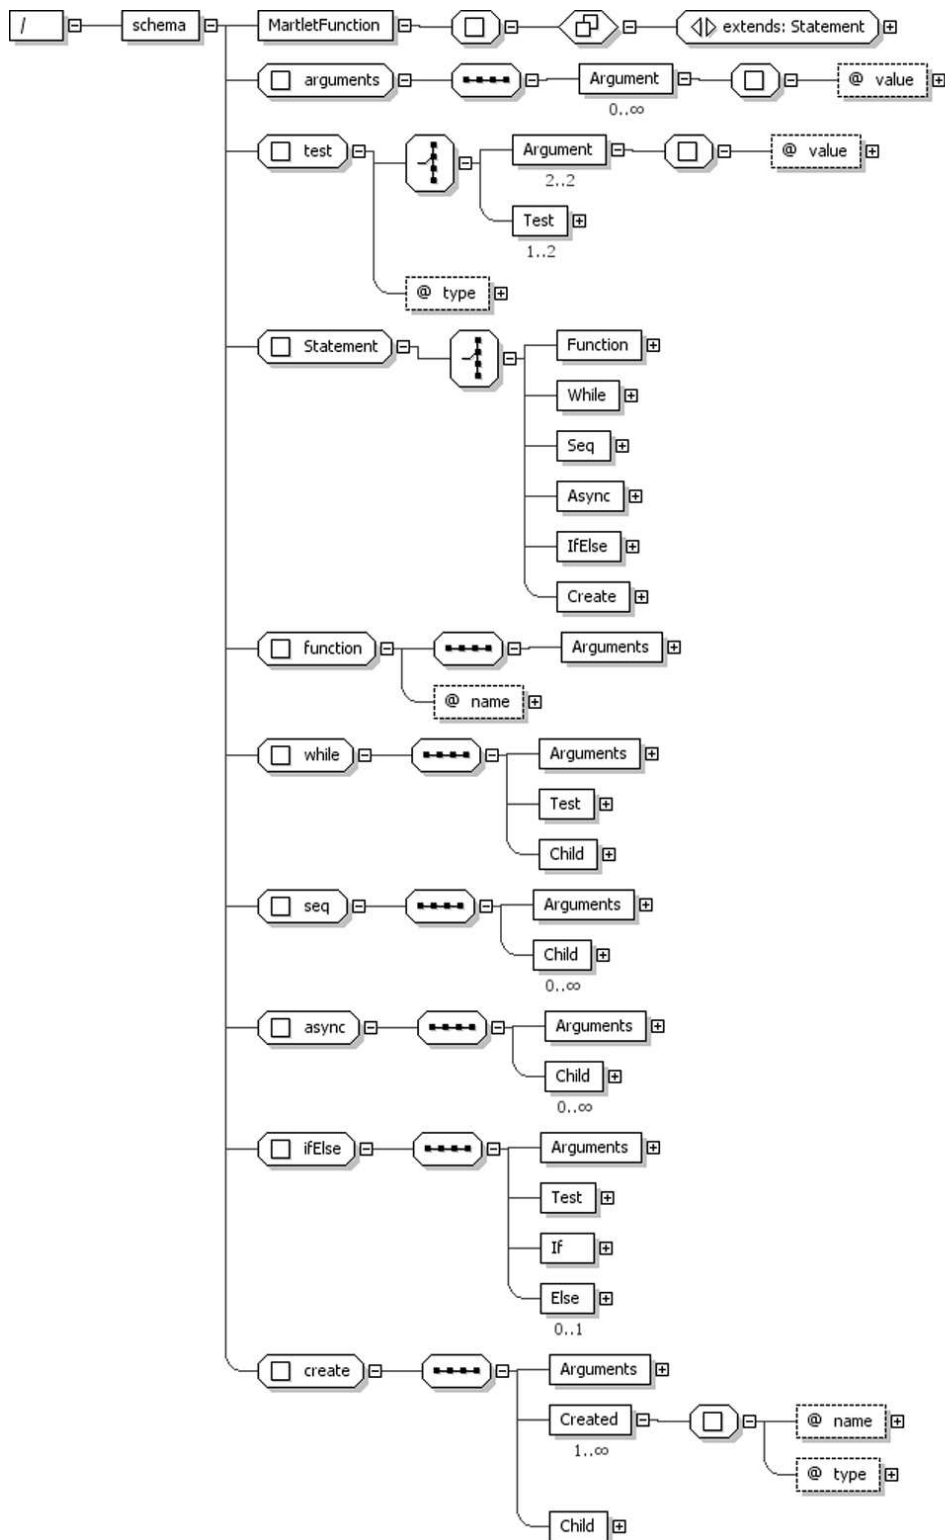 /
schema
MartletFunction
extends: Statement
arguments
Argument
0..∞
@ value
test
Argument
2..2
@ value
Test
1..2
@ type
Statement
Function
While
Seq
Async
IfElse
Create
function
Arguments
@ name
while
Arguments
Test
Child
seq
Arguments
Child
0..∞
async
Arguments
Child
0..∞
ifElse
Arguments
Test
If
Else
0..1
create
Arguments
Created
1..∞
@ name
@ type
Child